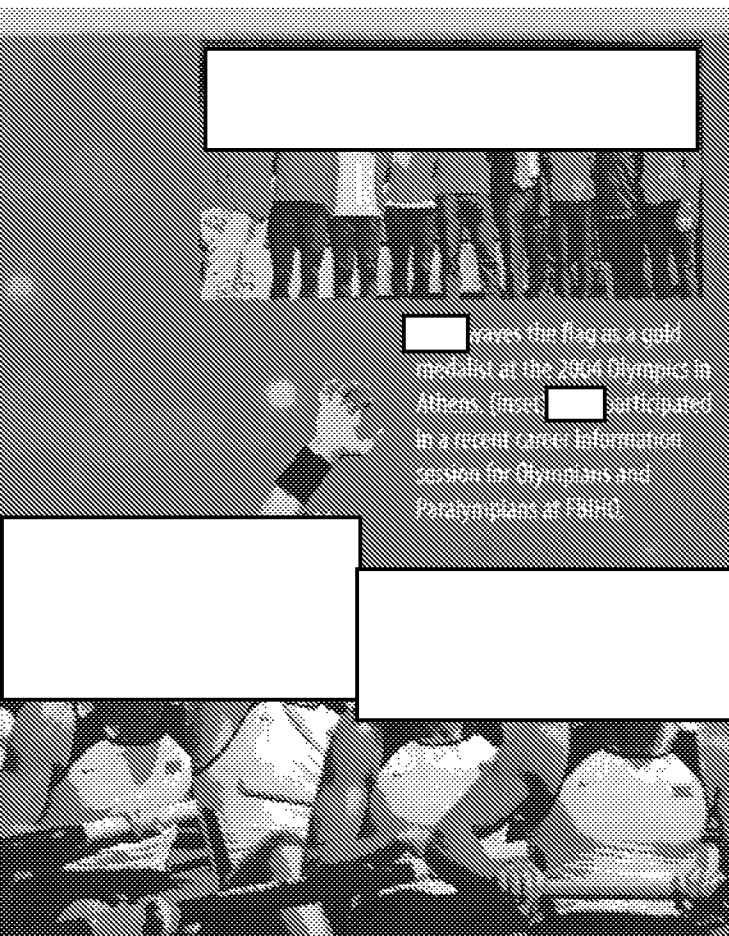 waves the flag as a gold
medalist at the 2004 Olympics in
Athens. (Inset) participated
in a recent career information
session for Olympians and
Paralympians at FBIHQ.